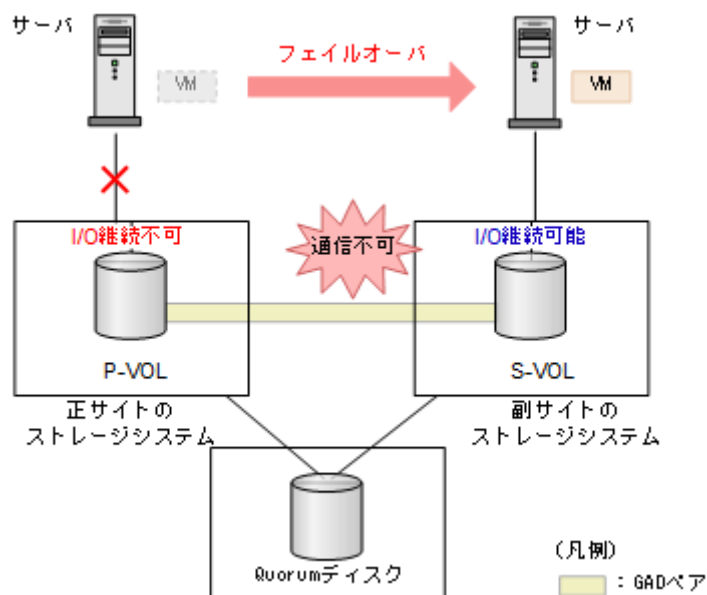 サーバ
サーバ
フェイルオーバ
VM
VM
I/O継続不可
通信不可
I/O継続可能
P-VOL
S-VOL
正サイトの
ストレージシステム
副サイトの
ストレージシステム
Quorumディスク
(凡例)
：GADペア